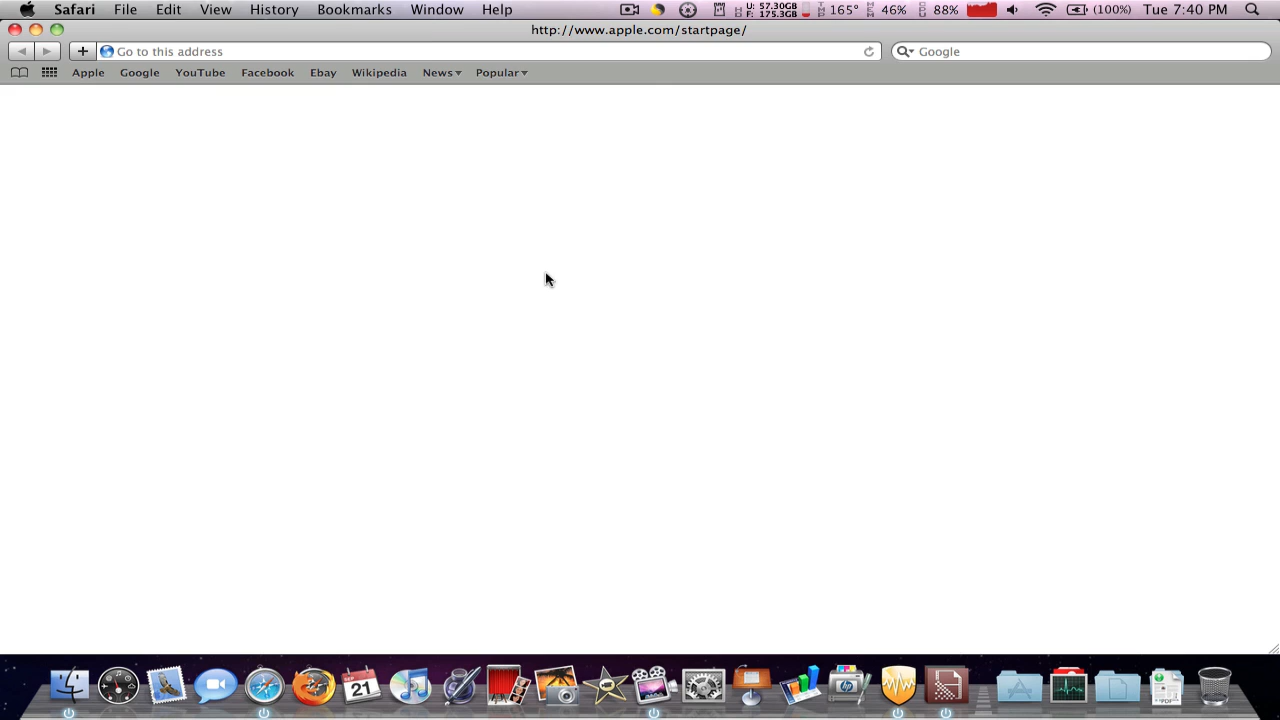 Safari File Edit View History Bookmarks Window Help U: 57.30GB F: 175.3GB 165° 46% 88% (100%) Tue 7:40 PM
http://www.apple.com/startpage/
Go to this address Google
Apple Google YouTube Facebook Ebay Wikipedia News Popular
21